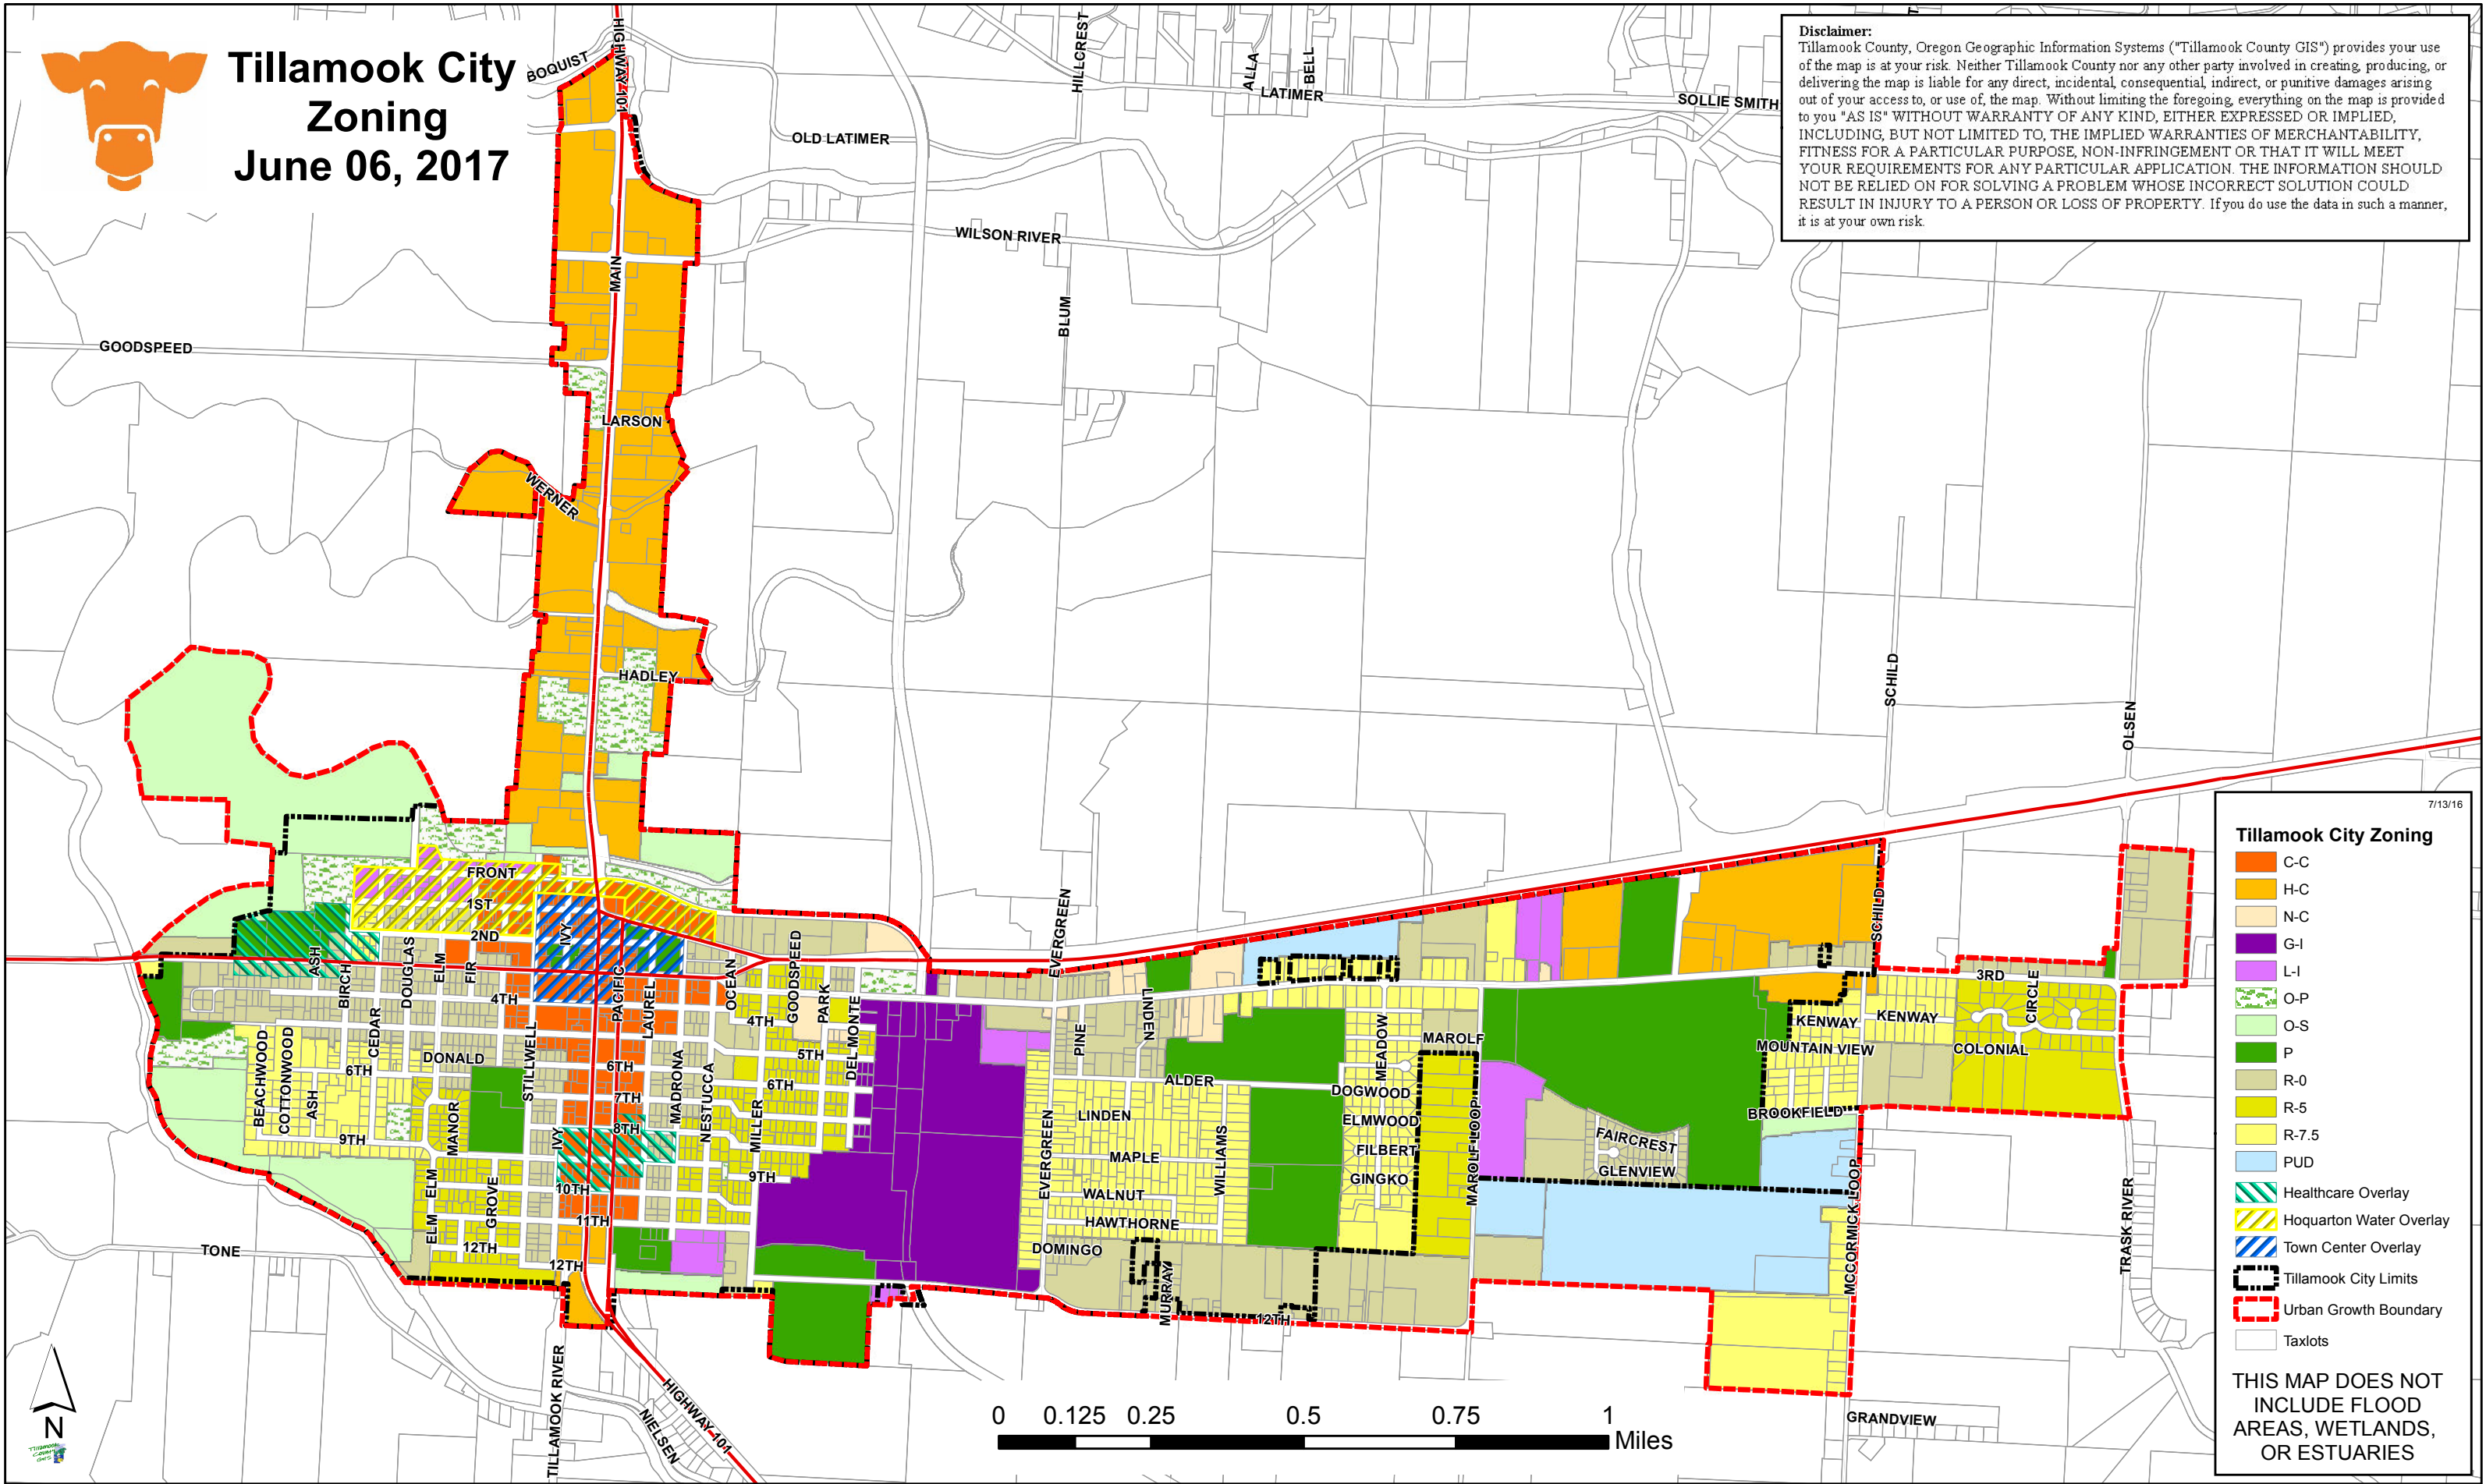 Tillamook City
Zoning
June 06, 2017
Disclaimer:
Tillamook County, Oregon Geographic Information Systems ("Tillamook County GIS") provides your use
of the map is at your risk. Neither Tillamook County nor any other party involved in creating, producing, or
delivering the map is liable for any direct, incidental, consequential, indirect, or punitive damages arising
out of your access to, or use of, the map. Without limiting the foregoing, everything on the map is provided
to you "AS IS" WITHOUT WARRANTY OF ANY KIND, EITHER EXPRESSED OR IMPLIED,
INCLUDING, BUT NOT LIMITED TO, THE IMPLIED WARRANTIES OF MERCHANTABILITY,
FITNESS FOR A PARTICULAR PURPOSE, NON-INFRINGEMENT OR THAT IT WILL MEET
YOUR REQUIREMENTS FOR ANY PARTICULAR APPLICATION. THE INFORMATION SHOULD
NOT BE RELIED ON FOR SOLVING A PROBLEM WHOSE INCORRECT SOLUTION COULD
RESULT IN INJURY TO A PERSON OR LOSS OF PROPERTY. If you do use the data in such a manner,
it is at your own risk.
HIGHWAY 101
BOQUIST
HILLCREST
ALLA
BELL
LATIMER
SOLLIE SMITH
OLD LATIMER
WILSON RIVER
MAIN
BLUM
GOODSPEED
LARSON
WERNER
HADLEY
SCHILD
OLSEN
FRONT
1ST
2ND
IVY
ASH
BIRCH
DOUGLAS
ELM
FIR
4TH
PACIFIC
LAUREL
OCEAN
GOODSPEED
PARK
4TH
DEL MONTE
EVERGREEN
LINDEN
PINE
MEADOW
MAROLF
SCHILD
3RD
CIRCLE
KENWAY
KENWAY
MOUNTAIN VIEW
COLONIAL
BEACHWOOD
COTTONWOOD
ASH
CEDAR
6TH
DONALD
STILLWELL
6TH
7TH
8TH
MADRONA
NESTUCCA
5TH
6TH
MILLER
9TH
ALDER
LINDEN
DOGWOOD
ELMWOOD
FILBERT
GINGKO
MAROLF LOOP
FAIRCREST
GLENVIEW
BROOKFIELD
9TH
MANOR
ELM
ELM
GROVE
IVY
10TH
11TH
12TH
12TH
EVERGREEN
MAPLE
WALNUT
WILLIAMS
HAWTHORNE
DOMINGO
MURRAY
12TH
MCCORMICK LOOP
TRASK RIVER
TONE
TILLAMOOK RIVER
NIELSEN
HIGHWAY 101
GRANDVIEW
N
0 0.125 0.25 0.5 0.75 1
Miles
7/13/16
Tillamook City Zoning
C-C
H-C
N-C
G-I
L-I
O-P
O-S
P
R-0
R-5
R-7.5
PUD
Healthcare Overlay
Hoquarton Water Overlay
Town Center Overlay
Tillamook City Limits
Urban Growth Boundary
Taxlots
THIS MAP DOES NOT
INCLUDE FLOOD
AREAS, WETLANDS,
OR ESTUARIES